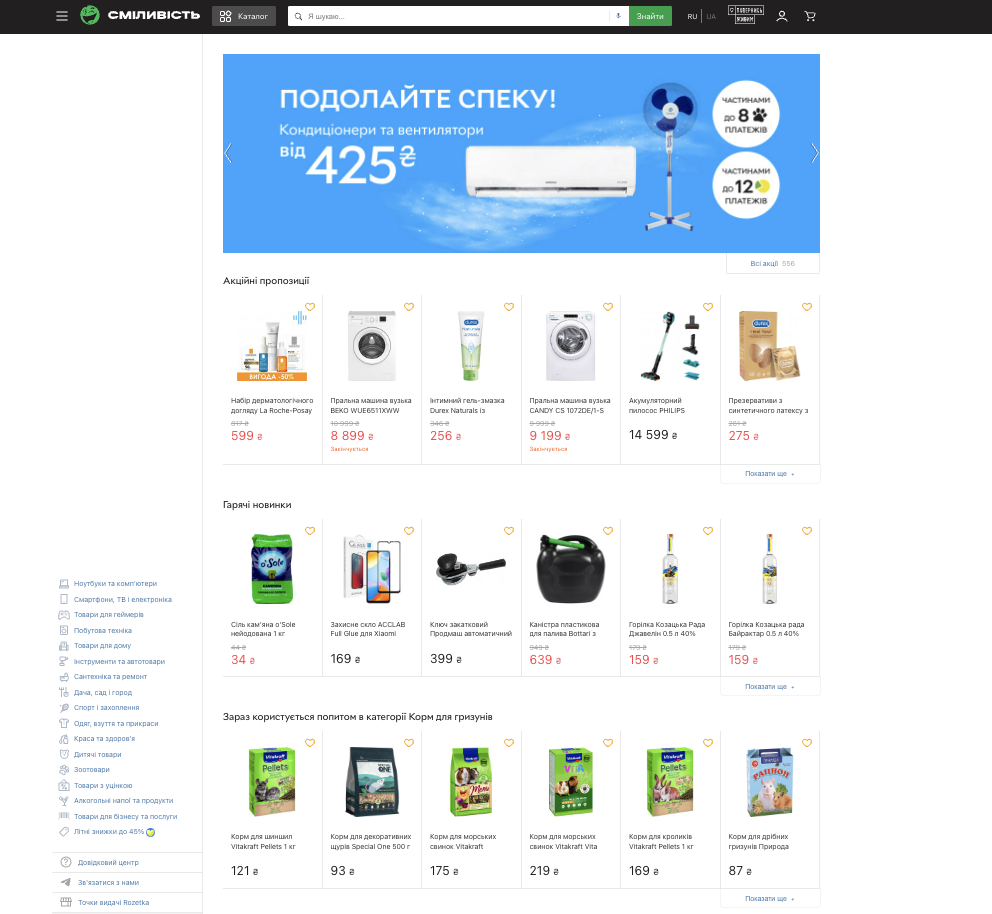 СМІЛИВІСТЬ
Каталог
Я шукаю...
Знайти
RU
UA
ПОДОЛАЙТЕ СПЕКУ!
Кондиціонери та вентилятори
від 425₴
ЧАСТИНАМИ
ДО 8
ПЛАТЕЖІВ
ЧАСТИНАМИ
ДО 12
ПЛАТЕЖІВ
Всі акції 556
Акційні пропозиції
ВИГОДА -50%
Набір дерматологічного
догляду La Roche-Posay
817 ₴
599 ₴
Пральна машина вузька
BEKO WUE6511XWW
10 999 ₴
8 899 ₴
Закінчується
Інтимний гель-змазка
Durex Naturals із
346 ₴
256 ₴
Пральна машина вузька
CANDY CS 1072DE/1-S
9 999 ₴
9 199 ₴
Закінчується
Акумуляторний
пилосос PHILIPS
14 599 ₴
Презервативи з
синтетичного латексу з
281 ₴
275 ₴
Показати ще
Гарячі новинки
Сіль кам'яна o'Sole
нейодована 1 кг
44 ₴
34 ₴
Захисне скло ACCLAB
Full Glue для Xiaomi
169 ₴
Ключ закатковий
Продмаш автоматичний
399 ₴
Каністра пластикова
для палива Bottari з
949 ₴
639 ₴
Горілка Козацька Рада
Джавелін 0.5 л 40%
179 ₴
159 ₴
Горілка Козацька рада
Байрактар 0.5 л 40%
179 ₴
159 ₴
Показати ще
Зараз користується попитом в категорії Корм для гризунів
Корм для шиншил
Vitakraft Pellets 1 кг
121 ₴
Корм для декоративних
щурів Special One 500 г
93 ₴
Корм для морських
свинок Vitakraft
175 ₴
Корм для морських
свинок Vitakraft Vita
219 ₴
Корм для кроликів
Vitakraft Pellets 1 кг
169 ₴
Корм для дрібних
гризунів Природа
87 ₴
Показати ще
Ноутбуки та комп'ютери
Смартфони, ТВ і електроніка
Товари для геймерів
Побутова техніка
Товари для дому
Інструменти та автотовари
Сантехніка та ремонт
Дача, сад і город
Спорт і захоплення
Одяг, взуття та прикраси
Краса та здоров'я
Дитячі товари
Зоотовари
Товари з уцінкою
Алкогольні напої та продукти
Товари для бізнесу та послуги
Літні знижки до 45%
Довідковий центр
Зв'язатися з нами
Точки видачі Rozetka